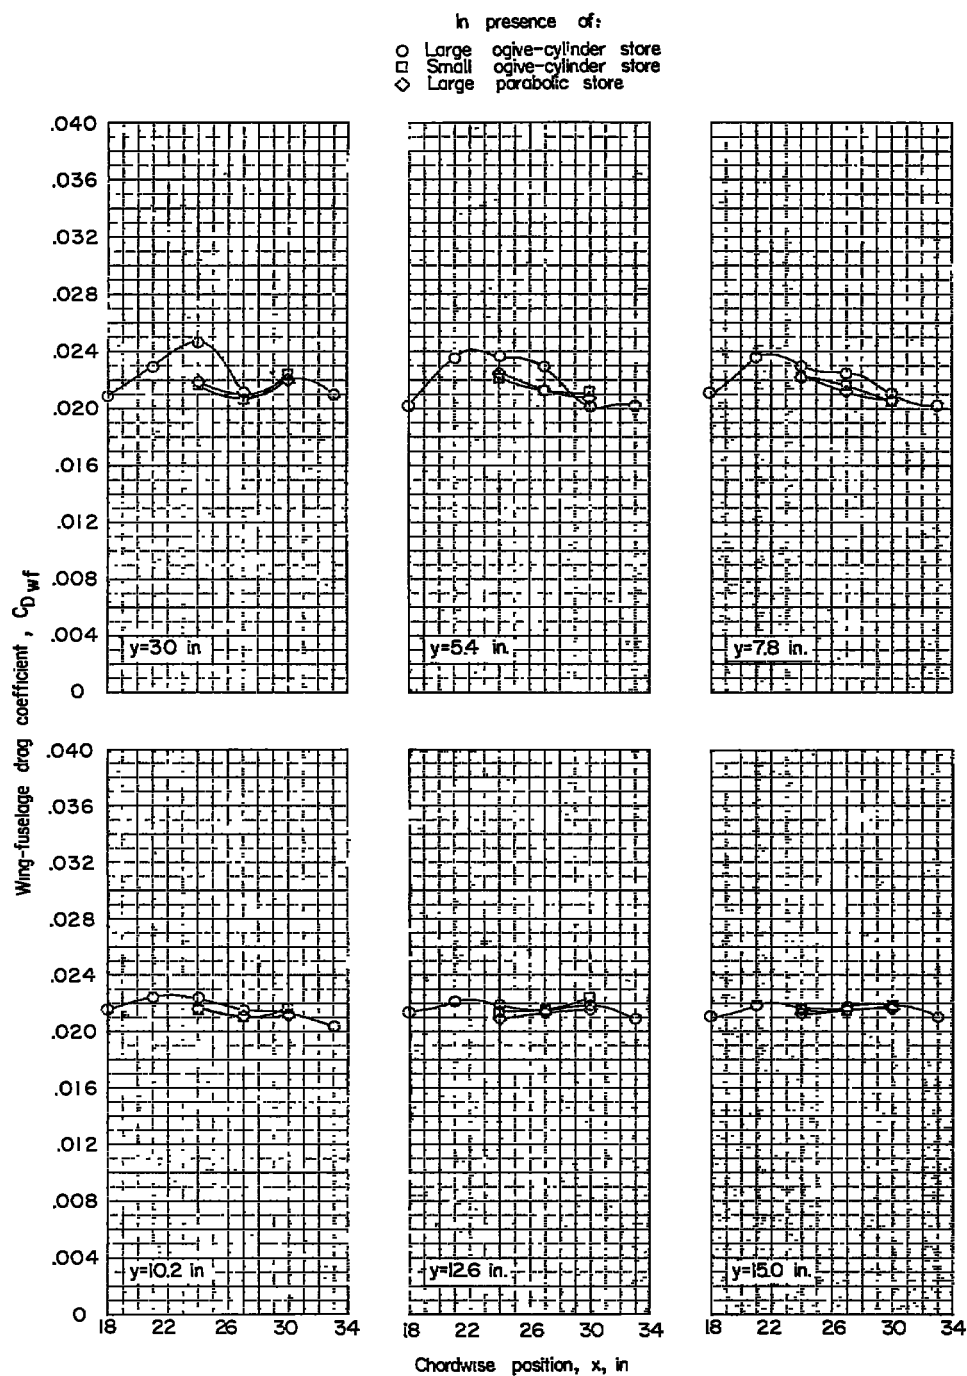 In presence of:
Large ogive-cylinder store
Small ogive-cylinder store
Large parabolic store
.040
.036
.032
.028
.024
.020
.016
.012
.008
.004
0
y=3.0 in
y=5.4 in.
y=7.8 in.
Wing-fuselage drag coefficient, C_Dwf
.040
.036
.032
.028
.024
.020
.016
.012
.008
.004
0
y=10.2 in
y=12.6 in.
y=15.0 in.
18 22 26 30 34
18 22 26 30 34
18 22 26 30 34
Chordwise position, x, in